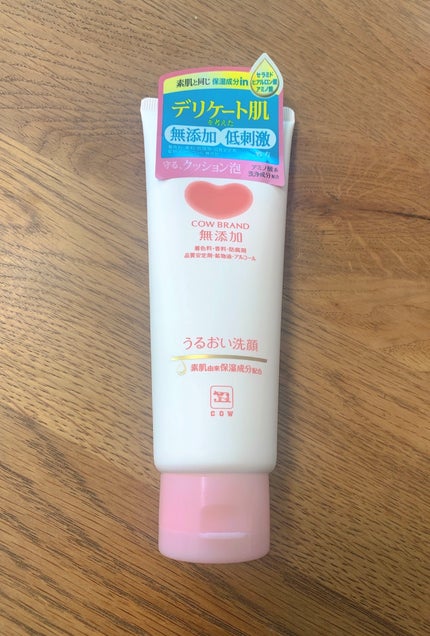 素肌と同じ保湿成分in
セラミド
ヒアルロン酸
アミノ酸
デリケート肌
を考えた
無添加 低刺激
守る、クッション泡
アミノ酸系
洗浄成分配合
COW BRAND
無添加
着色料・香料・防腐剤
品質安定剤・鉱物油・アルコール
うるおい洗顔
素肌由来保湿成分配合
COW